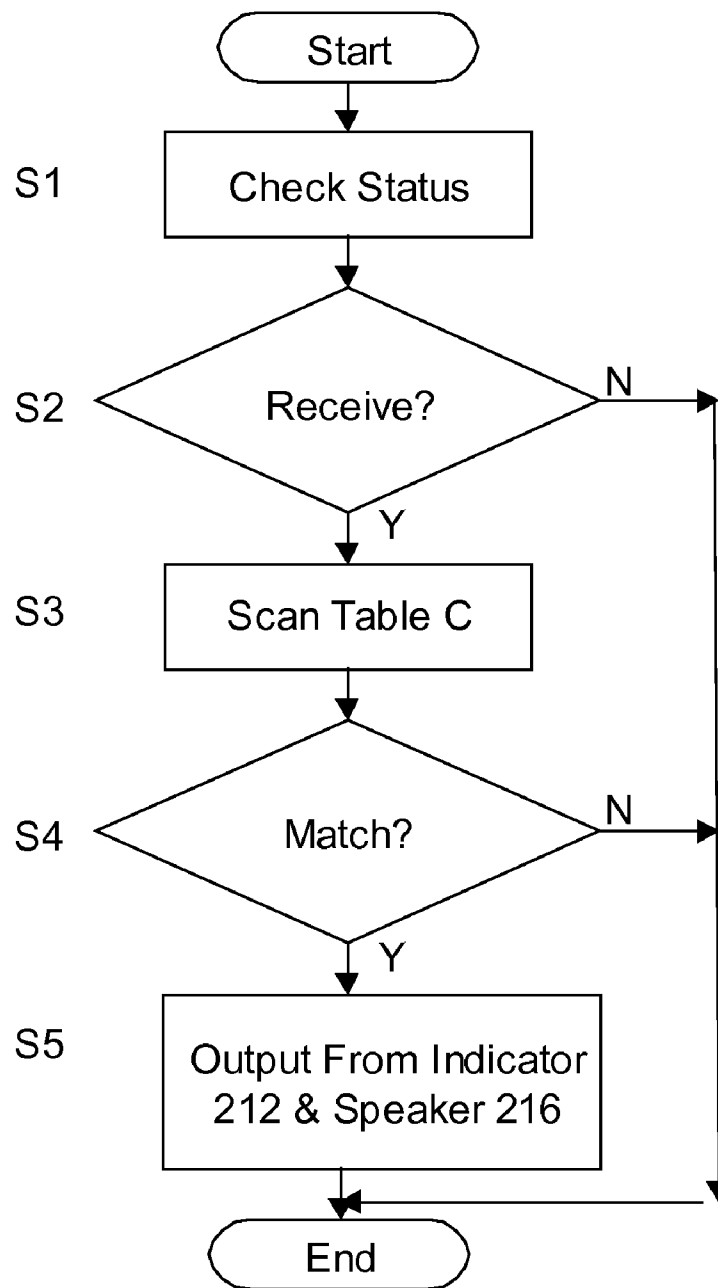 Start
S1
Check Status
S2
Receive?
N
Y
S3
Scan Table C
S4
Match?
N
Y
S5
Output From Indicator
212 & Speaker 216
End